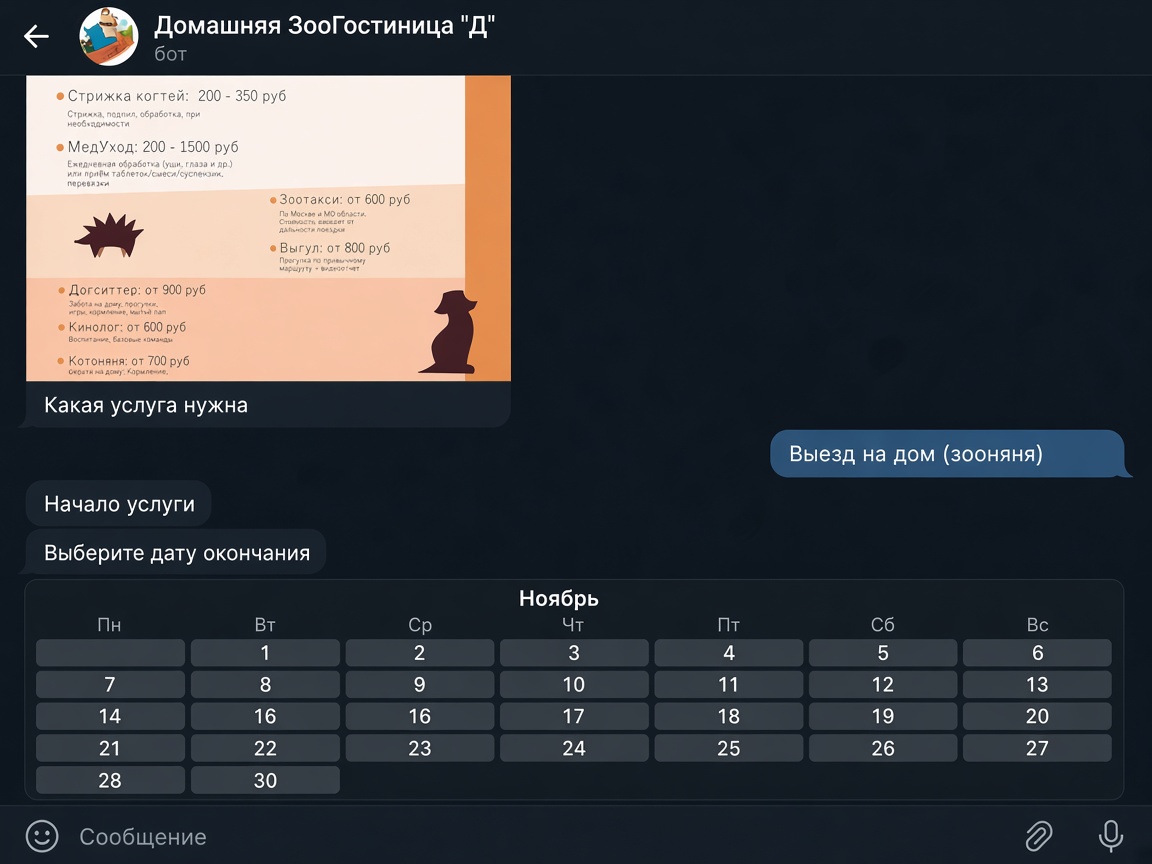 Домашняя ЗооГостиница "Д"
бот
Стрижка когтей: 200 - 350 руб
Стрижка, подпил, обработка, при
необходимости
МедУход: 200 - 1500 руб
Ежедневная обработка (уши, глаза и др.)
или приём таблеток/смеси/суспензии,
перевязки
Зоотакси: от 600 руб
По Москве и МО области.
Стоимость зависит от
дальности поездки
Выгул: от 800 руб
Прогулка по привычному
маршруту + видеоотчет
Догситтер: от 900 руб
Забота на дому, прогулки,
игры, кормление, мытьё лап
Кинолог: от 600 руб
Воспитание, базовые команды
Котоняня: от 700 руб
на дому: Кормление,
Какая услуга нужна
Выезд на дом (зооняня)
Начало услуги
Выберите дату окончания
Ноябрь
Пн Вт Ср Чт Пт Сб Вс
1 2 3 4 5 6
7 8 9 10 11 12 13
14 16 16 17 18 19 20
21 22 23 24 25 26 27
28 30
Сообщение